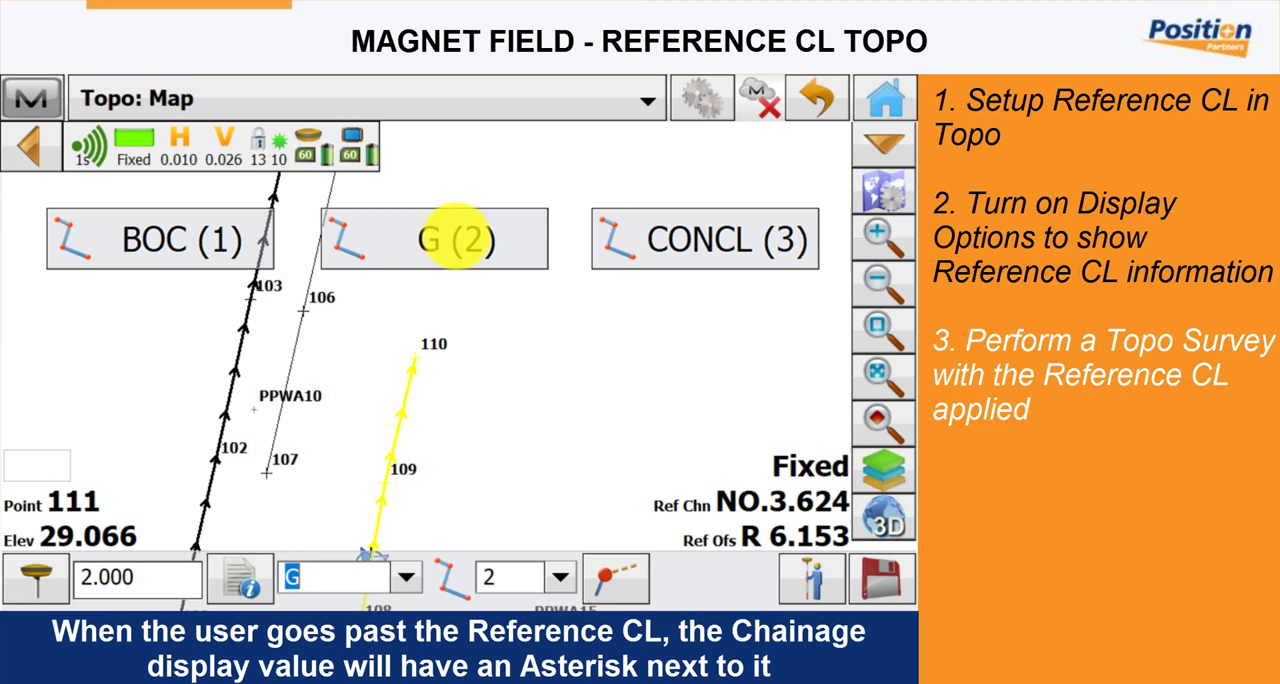 MAGNET FIELD - REFERENCE CL TOPO
Position
Partners
Topo: Map
1s Fixed H 0.010 V 0.026 13 10 60 60
BOC (1)
G (2)
CONCL (3)
103
106
110
PPWA10
102
107
109
Fixed
Point 111
Ref Chn NO.3.624
Elev 29.066
Ref Ofs R 6.153
3D
2.000
G
2
108
PPWA15
When the user goes past the Reference CL, the Chainage
display value will have an Asterisk next to it
1. Setup Reference CL in
Topo
2. Turn on Display
Options to show
Reference CL information
3. Perform a Topo Survey
with the Reference CL
applied